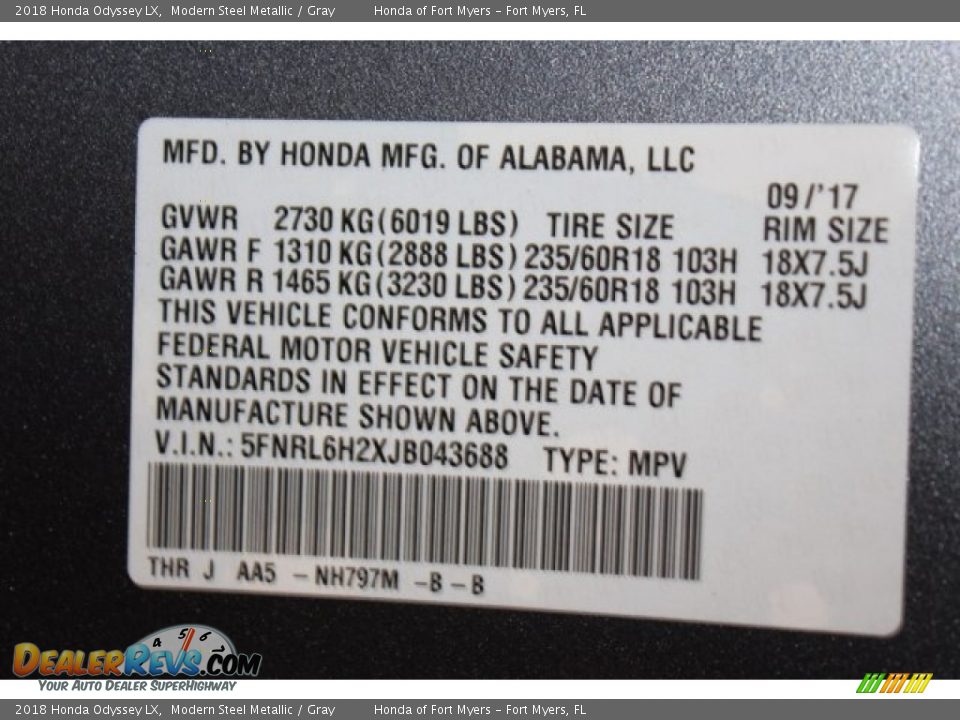 2018 Honda Odyssey LX,  Modern Steel Metallic / Gray  Honda of Fort Myers - Fort Myers, FL
MFD. BY HONDA MFG. OF ALABAMA, LLC
09/'17
GVWR 2730 KG(6019 LBS) TIRE SIZE RIM SIZE
GAWR F 1310 KG(2888 LBS) 235/60R18 103H 18X7.5J
GAWR R 1465 KG(3230 LBS) 235/60R18 103H 18X7.5J
THIS VEHICLE CONFORMS TO ALL APPLICABLE
FEDERAL MOTOR VEHICLE SAFETY
STANDARDS IN EFFECT ON THE DATE OF
MANUFACTURE SHOWN ABOVE.
V.I.N.: 5FNRL6H2XJB043688 TYPE: MPV
THR J AA5 -NH797M -B-B
4 5 6 7
DEALERREVS.COM
YOUR AUTO DEALER SUPERHIGHWAY
2018 Honda Odyssey LX,  Modern Steel Metallic / Gray  Honda of Fort Myers - Fort Myers, FL